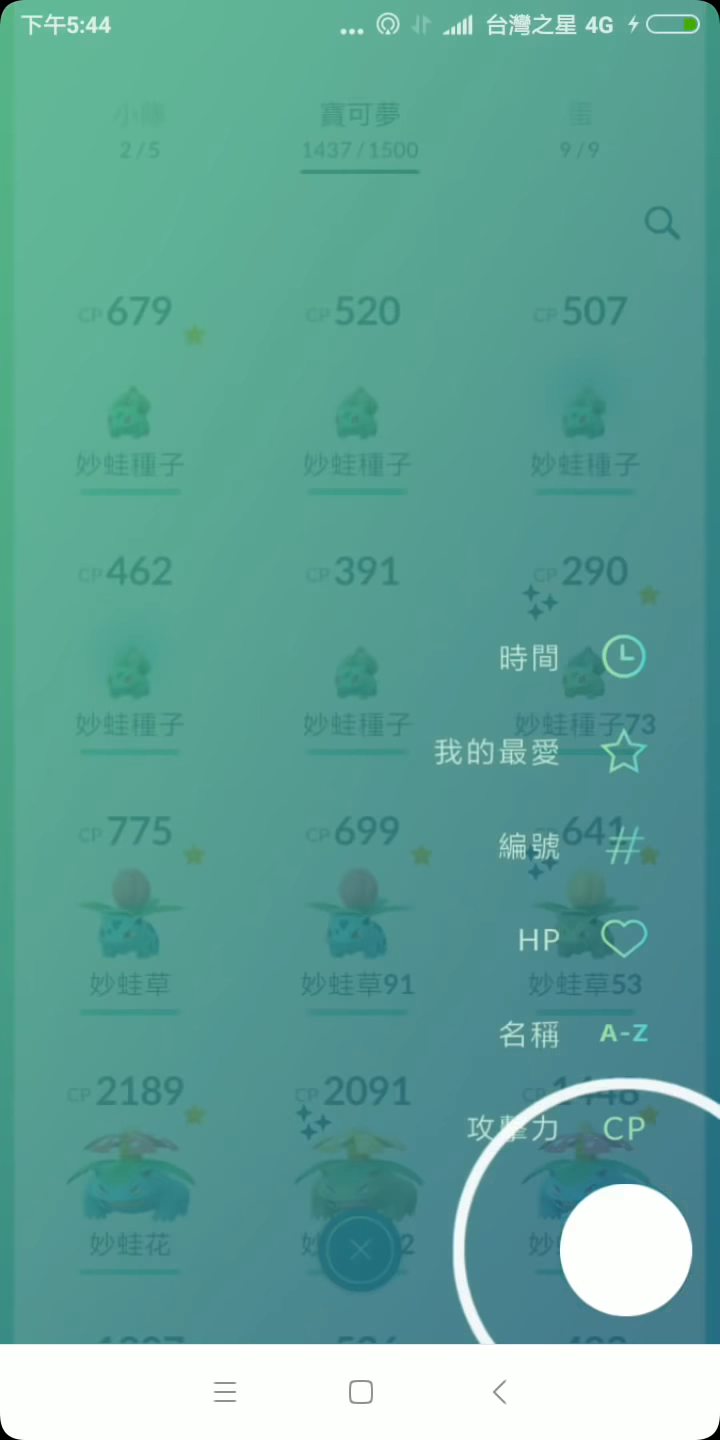 下午5:44 ... 台灣之星 4G
寶可夢 蛋
2/5 1437/1500 9/9
CP679 CP520 CP507
妙蛙種子 妙蛙種子 妙蛙種子
CP462 CP391 CP290
時間
妙蛙種子 妙蛙種子 妙蛙種子73
我的最愛
CP775 CP699 CP641
編號 #
HP
妙蛙草 妙蛙草91 妙蛙草53
名稱 A-Z
CP2189 CP2091 CP1448
攻擊力 CP
妙蛙花